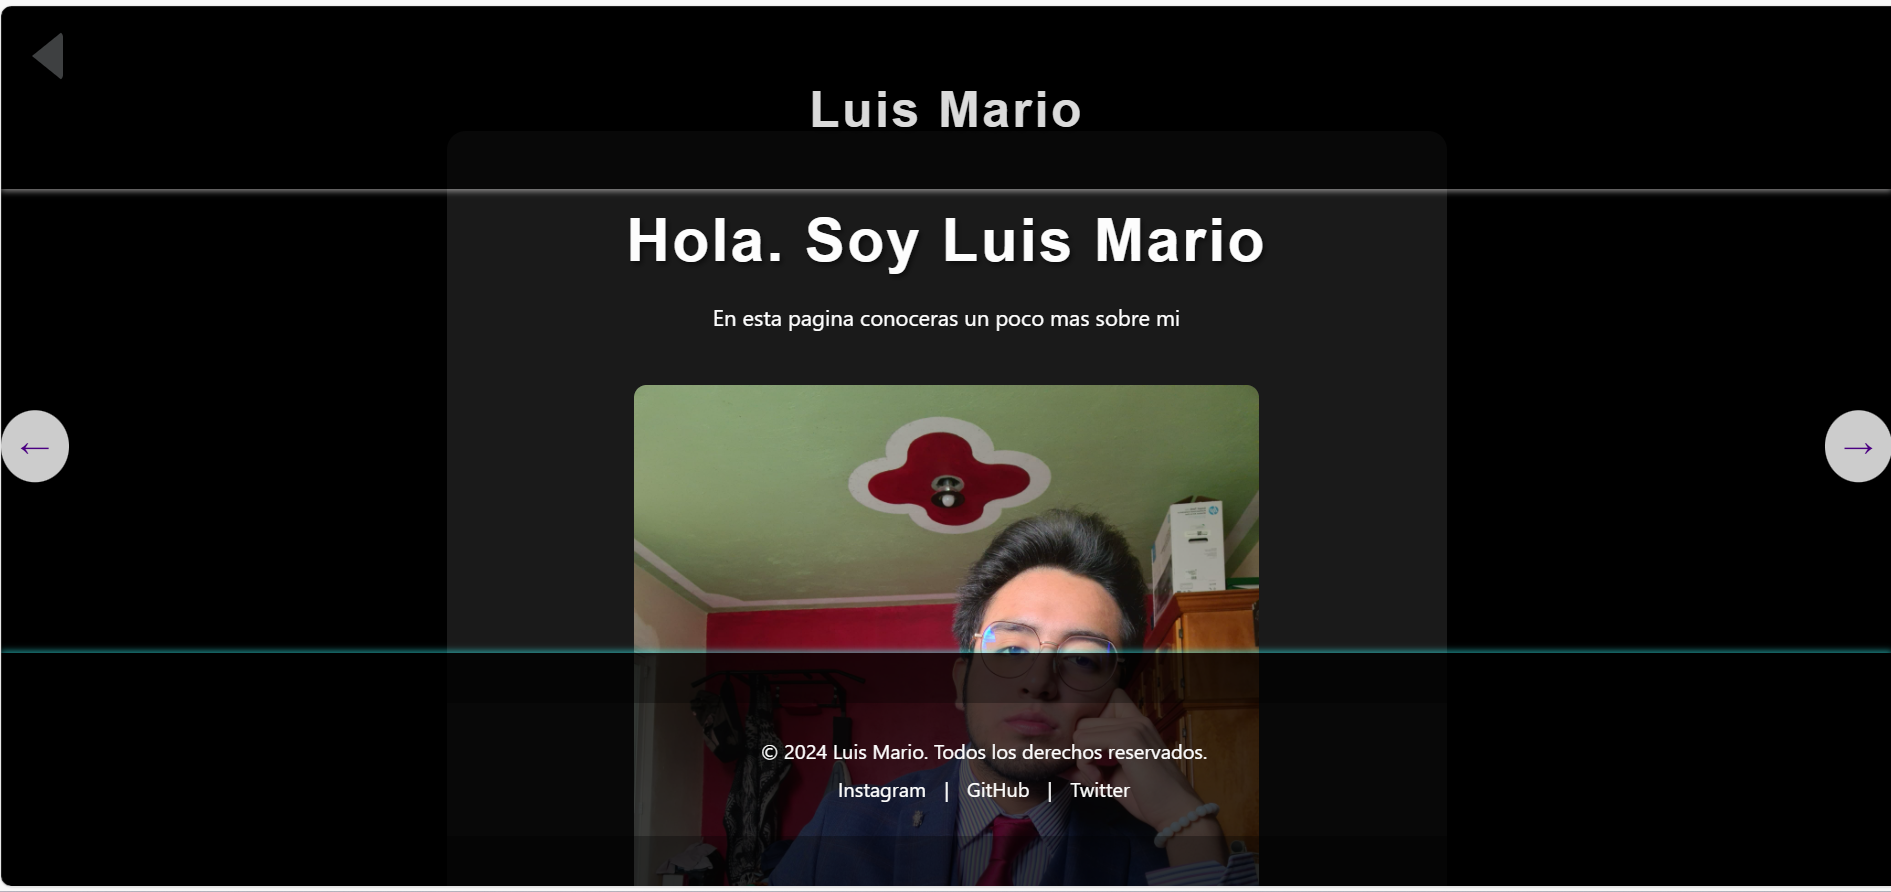 Luis Mario
Hola. Soy Luis Mario
En esta pagina conoceras un poco mas sobre mi
←
→
© 2024 Luis Mario. Todos los derechos reservados.
Instagram | GitHub | Twitter